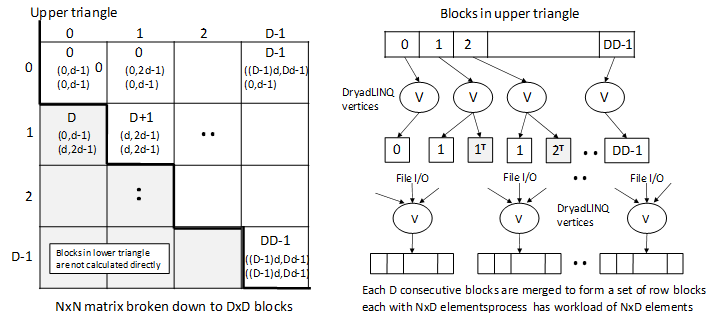 Upper triangle
0 1 2 D-1
0
0
(0,d-1) 0
(0,d-1)
0
(0,2d-1)
(0,d-1)
D-1
((D-1)d,Dd-1)
(0,d-1)
1
D
(0,d-1)
(d,2d-1)
D+1
(d,2d-1)
(d,2d-1)
2
D-1
Blocks in lower triangle
are not calculated directly
DD-1
((D-1)d,Dd-1)
((D-1)d,Dd-1)
NxN matrix broken down to DxD blocks
Blocks in upper triangle
0 1 2 DD-1
DryadLINQ
vertices
V V V V
0 1 1T 1 2T DD-1
File I/O File I/O File I/O
DryadLINQ
vertices
V V V
Each D consecutive blocks are merged to form a set of row blocks
each with NxD elementsprocess has workload of NxD elements